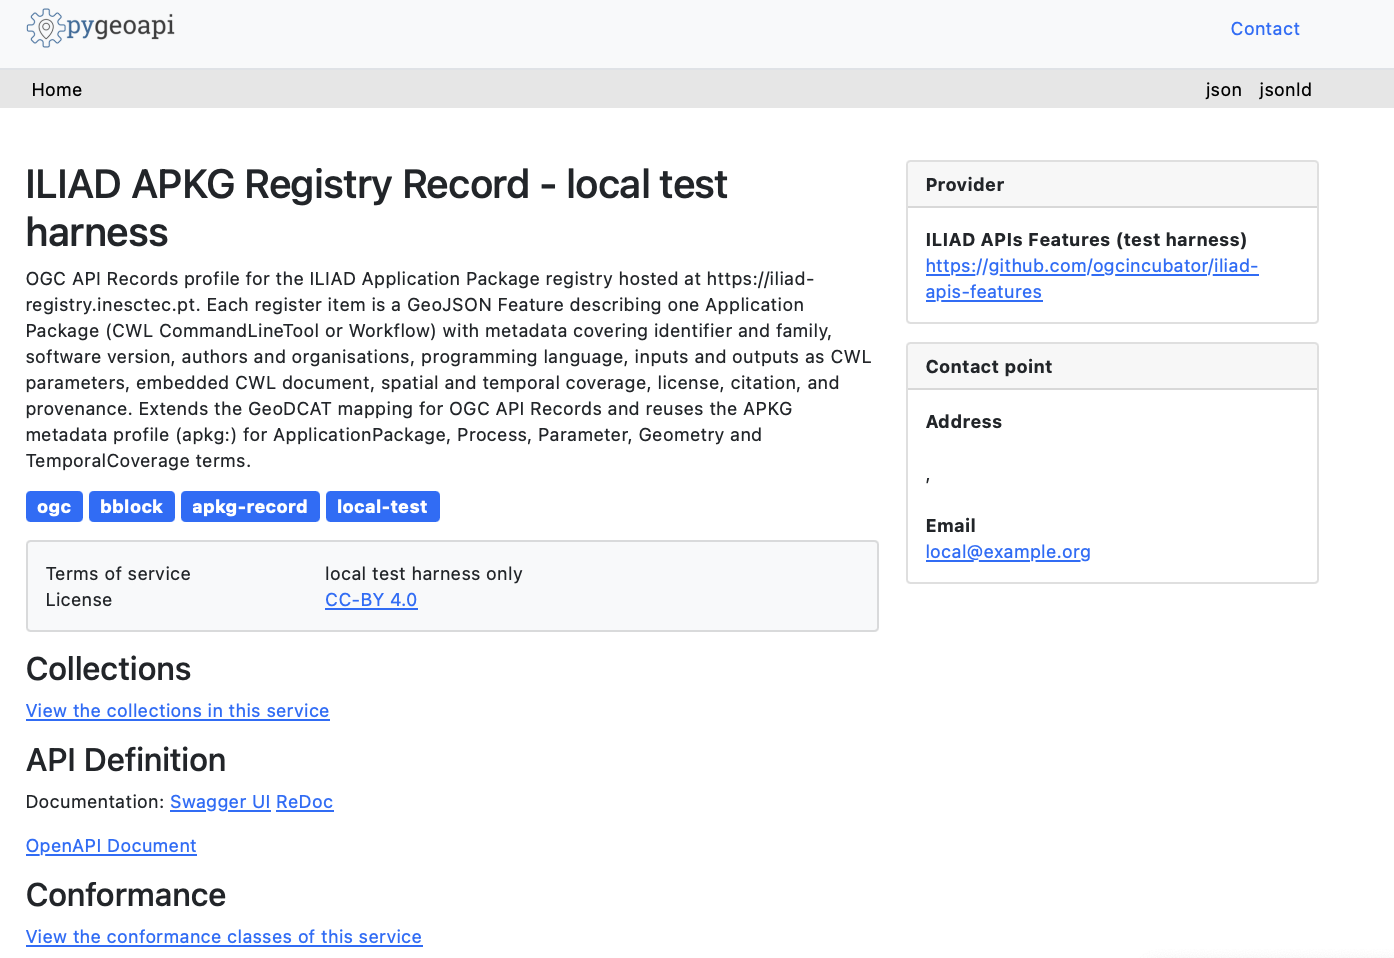 pygeoapi
Contact
Home
json jsonld
ILIAD APKG Registry Record - local test
harness
OGC API Records profile for the ILIAD Application Package registry hosted at https://iliad-
registry.inesctec.pt. Each register item is a GeoJSON Feature describing one Application
Package (CWL CommandLineTool or Workflow) with metadata covering identifier and family,
software version, authors and organisations, programming language, inputs and outputs as CWL
parameters, embedded CWL document, spatial and temporal coverage, license, citation, and
provenance. Extends the GeoDCAT mapping for OGC API Records and reuses the APKG
metadata profile (apkg:) for ApplicationPackage, Process, Parameter, Geometry and
TemporalCoverage terms.
ogc bblock apkg-record local-test
Terms of service local test harness only
License CC-BY 4.0
Collections
View the collections in this service
API Definition
Documentation: Swagger UI ReDoc
OpenAPI Document
Conformance
View the conformance classes of this service
Provider
ILIAD APIs Features (test harness)
https://github.com/ogcincubator/iliad-
apis-features
Contact point
Address
,
Email
local@example.org